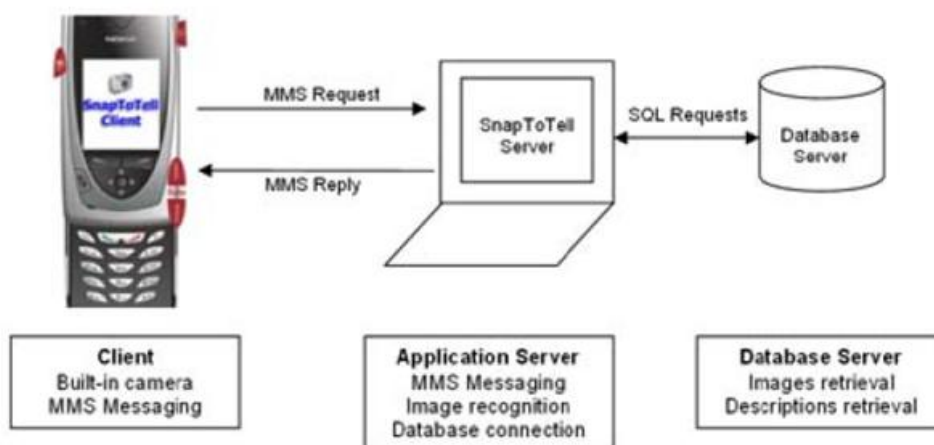 SnapToTell
Client
MMS Request
MMS Reply
SnapToTell
Server
SQL Requests
Database
Server
Client
Built-in camera
MMS Messaging
Application Server
MMS Messaging
Image recognition
Database connection
Database Server
Images retrieval
Descriptions retrieval